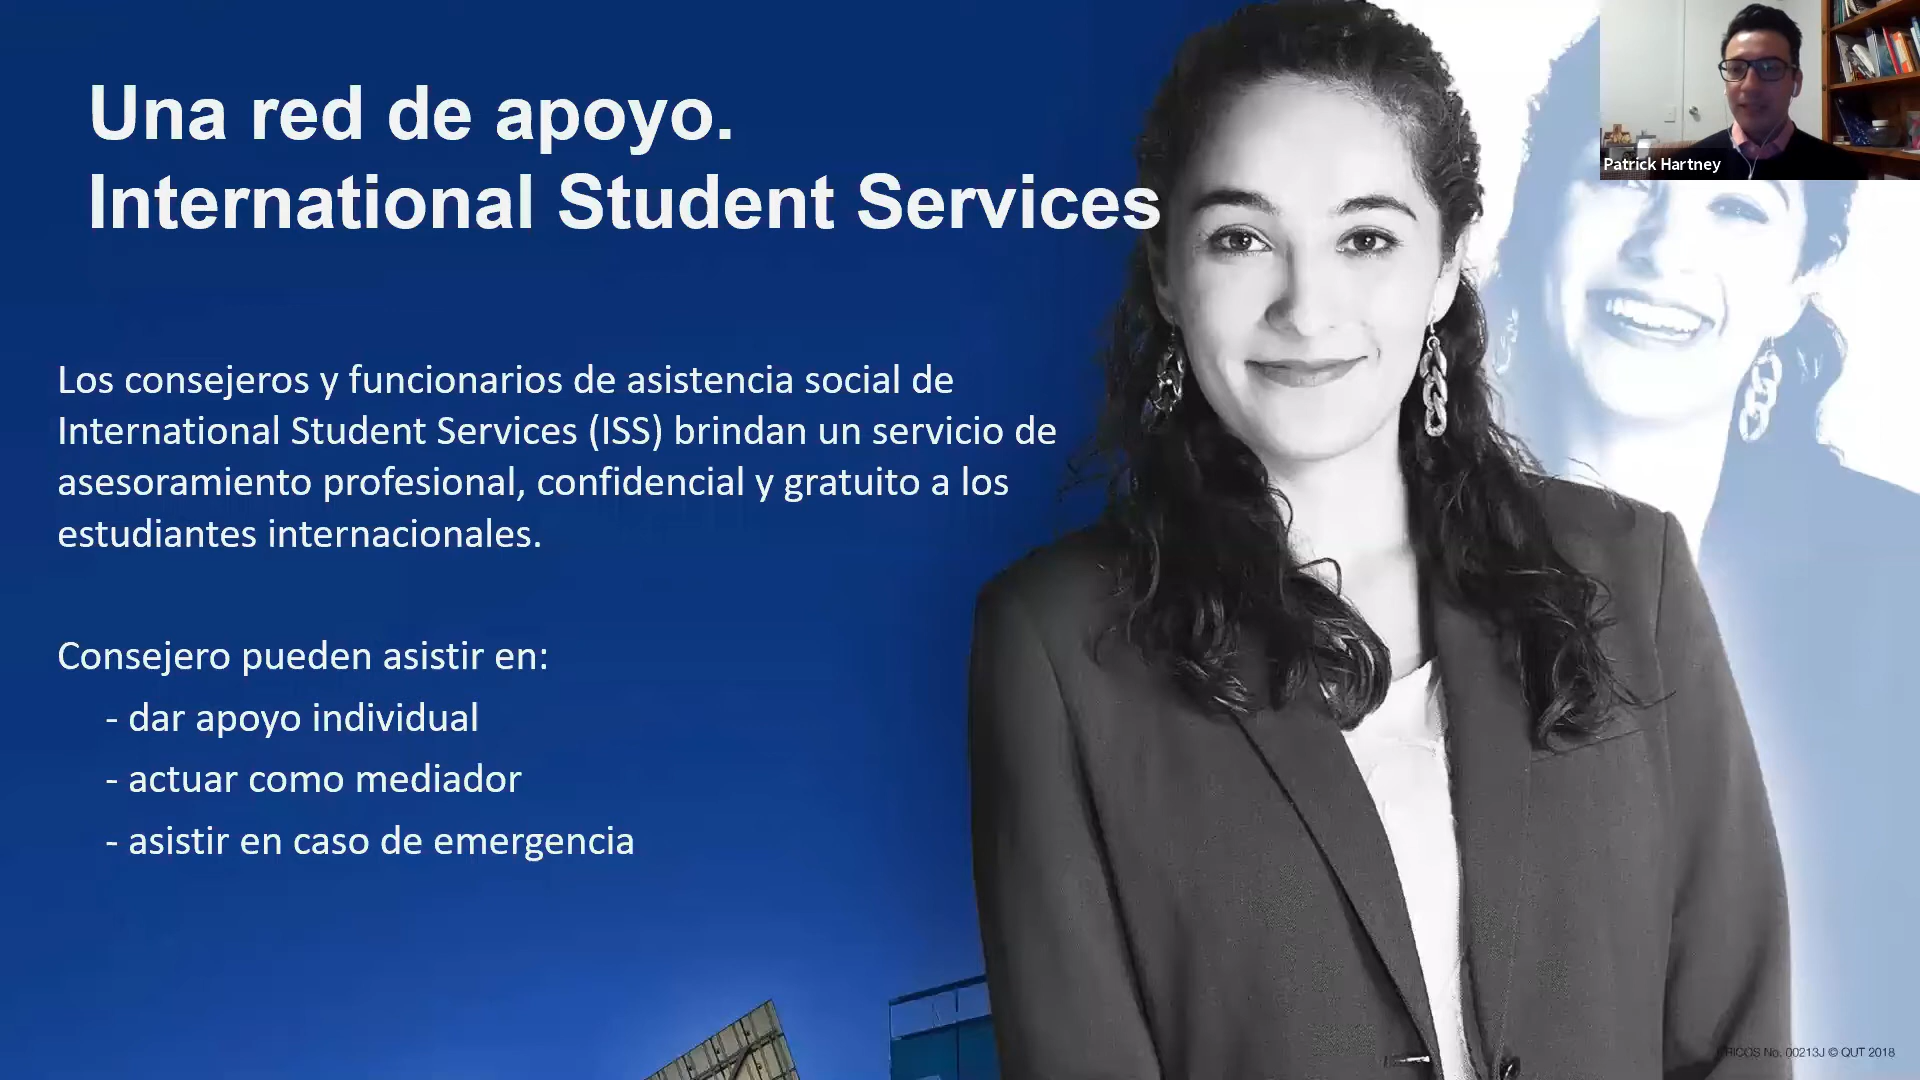 Una red de apoyo.
International Student Services
Patrick Hartney
Los consejeros y funcionarios de asistencia social de
International Student Services (ISS) brindan un servicio de
asesoramiento profesional, confidencial y gratuito a los
estudiantes internacionales.
Consejero pueden asistir en:
- dar apoyo individual
- actuar como mediador
- asistir en caso de emergencia
No. 00213J © QUT 2018